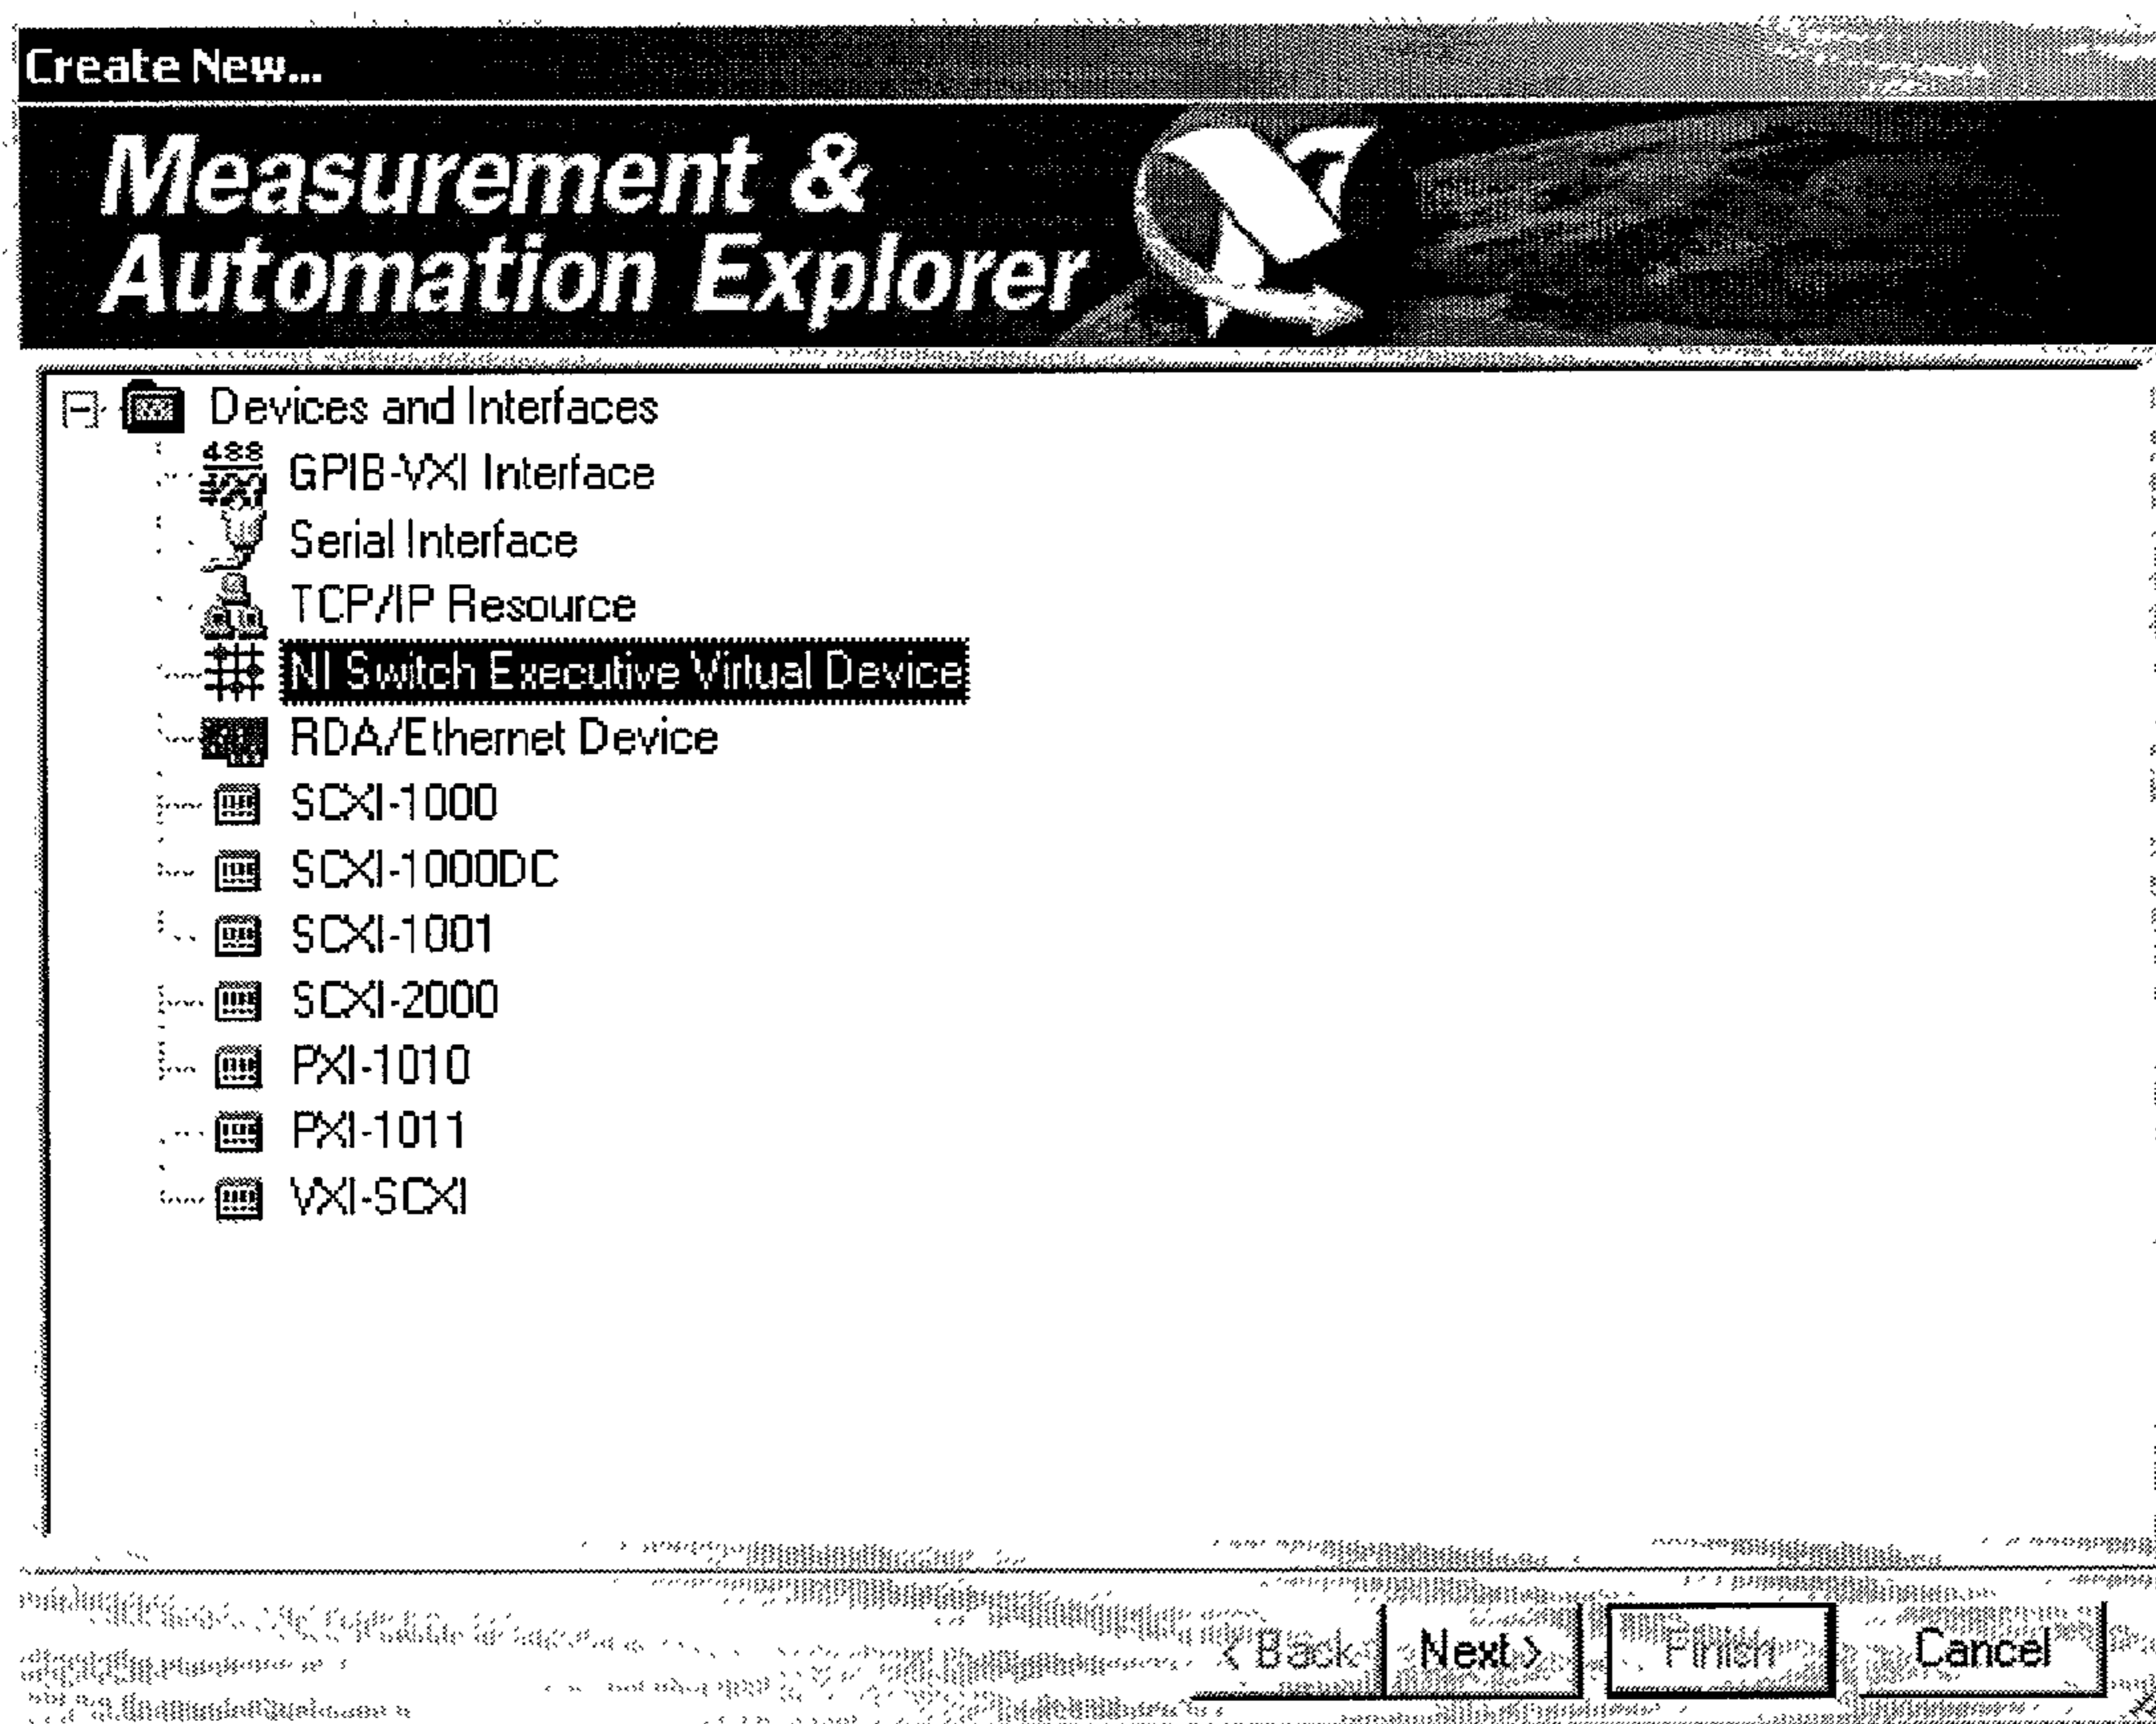 Create New...
Measurement &
Automation Explorer
Devices and Interfaces
488
GPIB-VXI Interface
Serial Interface
TCP/IP Resource
NI Switch Executive Virtual Device
RDA/Ethernet Device
SCXI-1000
SCXI-1000DC
SCXI-1001
SCXI-2000
PXI-1010
PXI-1011
VXI-SCXI
< Back Next > Finish Cancel